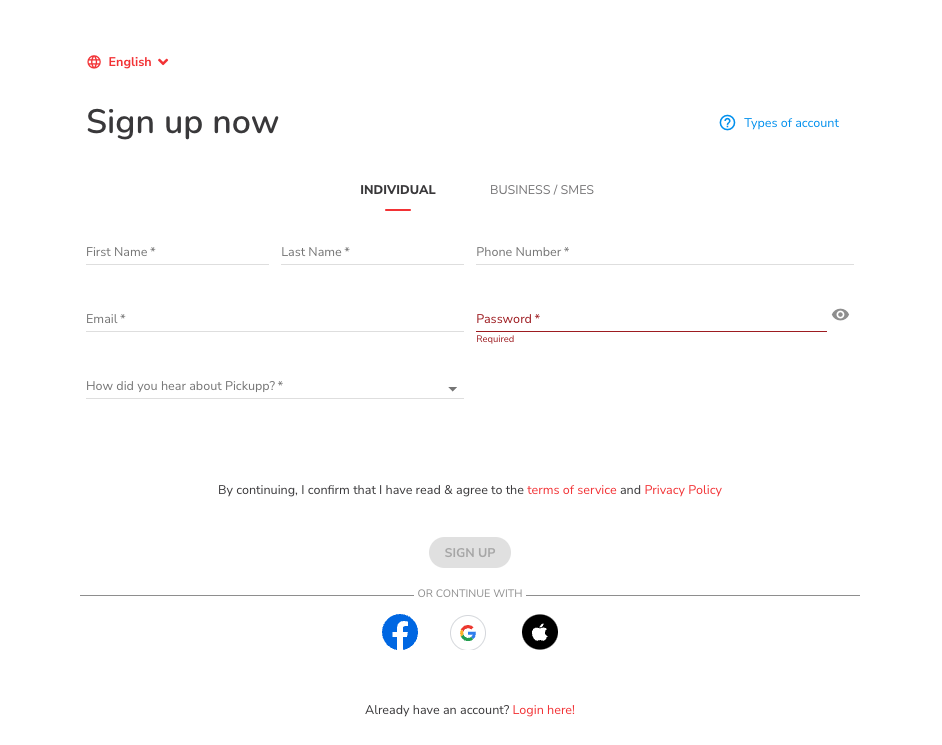 English
Sign up now
Types of account
INDIVIDUAL
BUSINESS / SMES
First Name *
Last Name *
Phone Number *
Email *
Password *
Required
How did you hear about Pickupp? *
By continuing, I confirm that I have read & agree to the terms of service and Privacy Policy
SIGN UP
OR CONTINUE WITH
Already have an account? Login here!